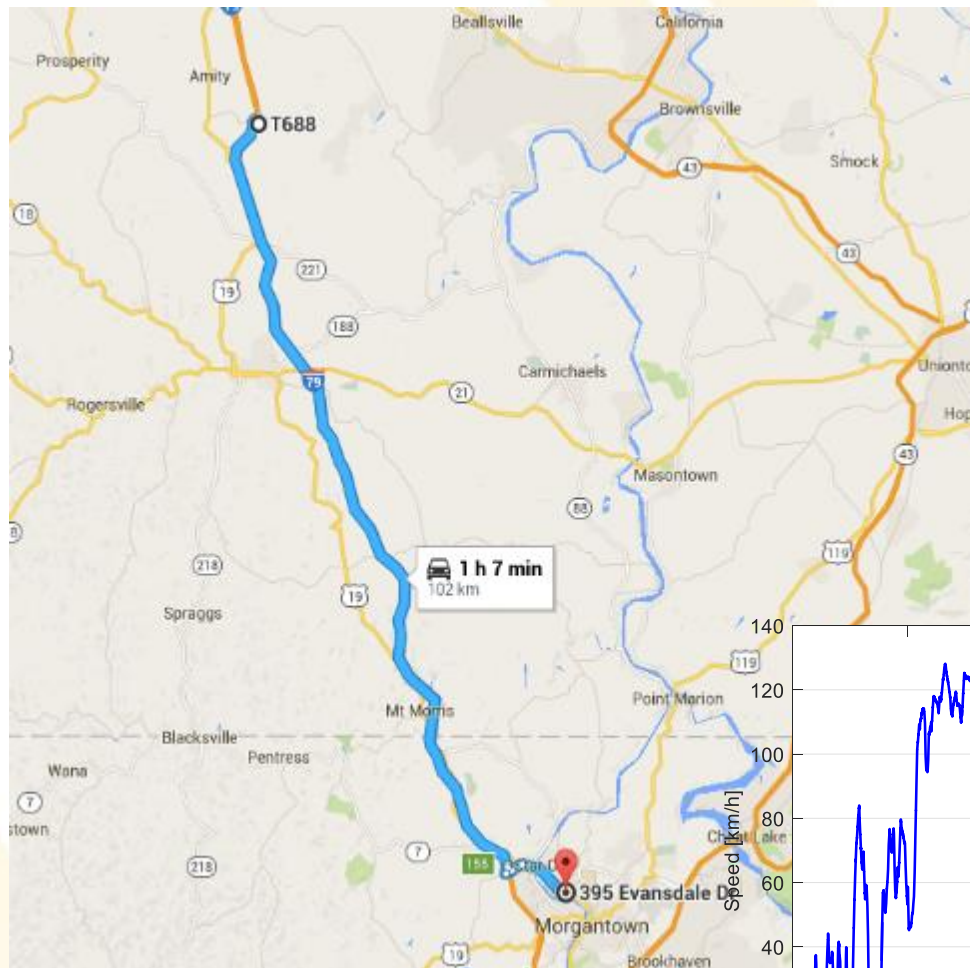 Beallsville
California
Prosperity
Amity
T688
Brownsville
43
Smock
18
43
221
19
188
79
Carmichaels
21
Rogersville
43
Masontown
88
119
218
1 h 7 min
102 km
19
Spraggs
140
119
Point Marion
120
Mt Morris
Blacksville
Pentress
100
Wana
7
80
Speed [km/h]
7
155
218
60
395 Evansdale Dr
Morgantown
40
19
Brookhaven